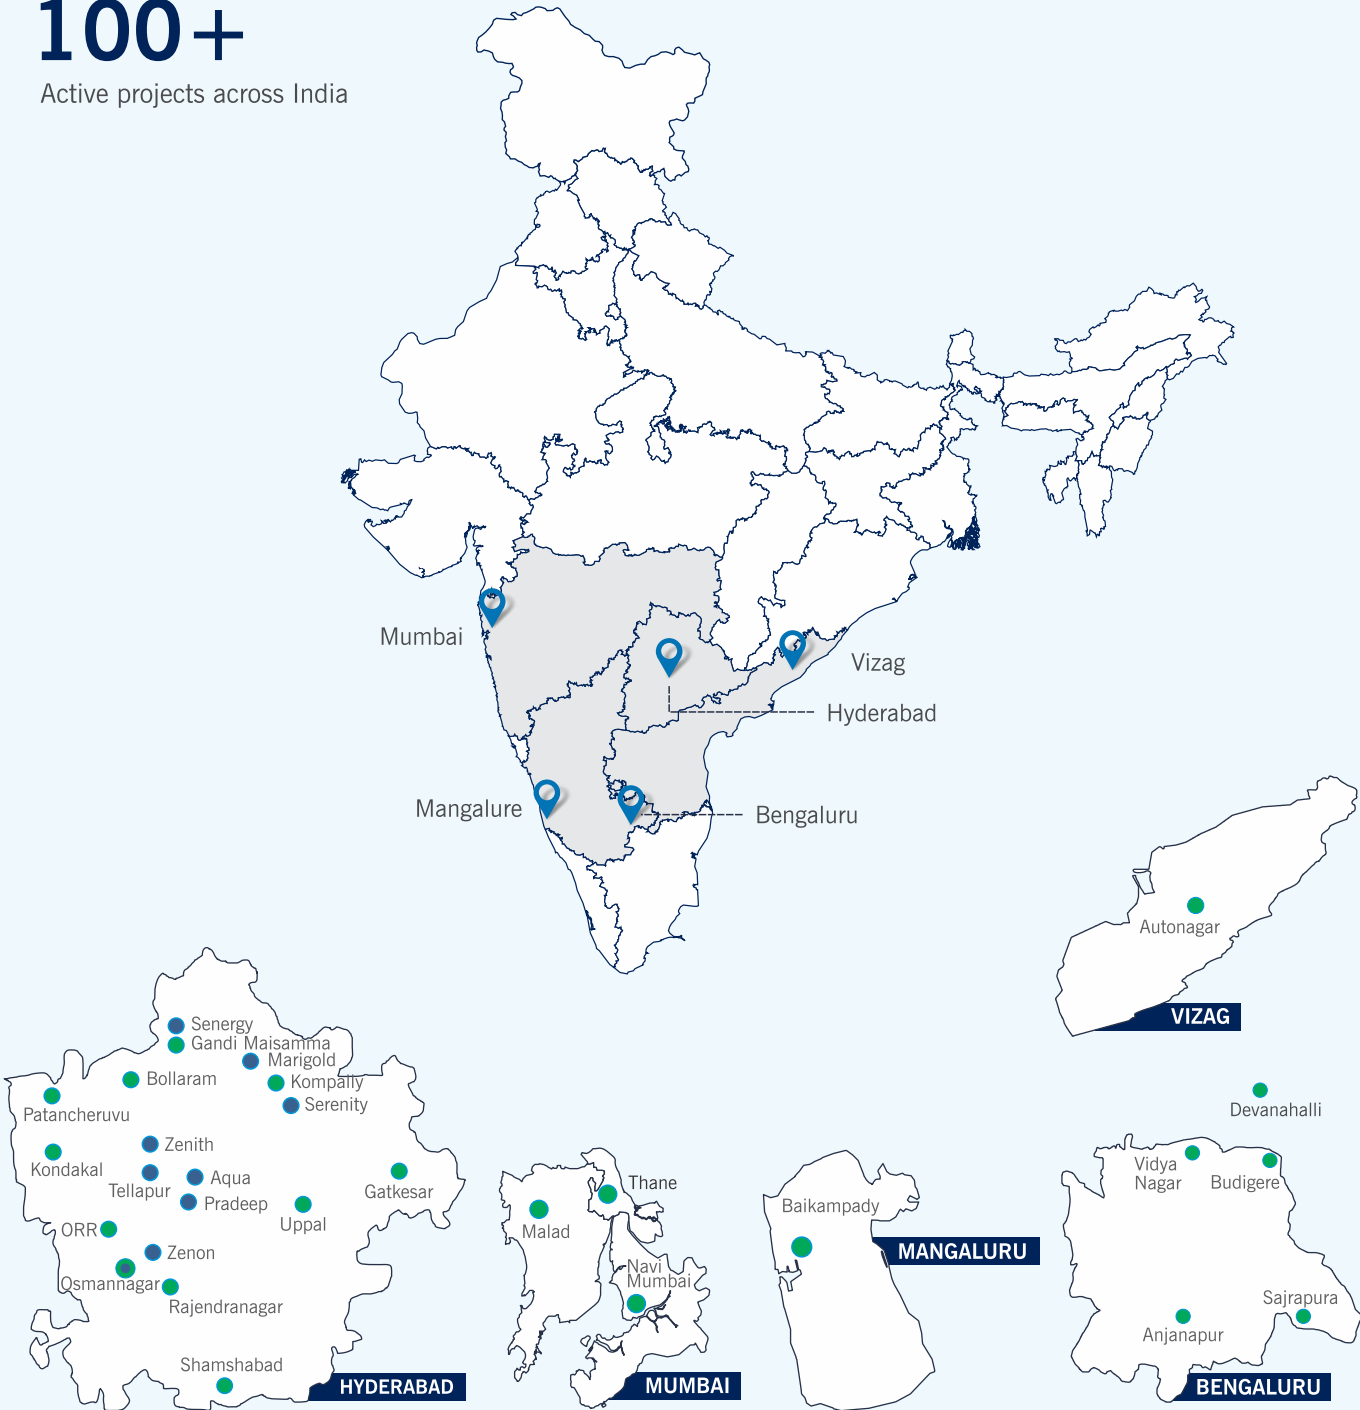 100+
Active projects across India
Mumbai
Vizag
Hyderabad
Mangalure
Bengaluru
Autonagar
VIZAG
Senergy
Gandi Maisamma
Marigold
Bollaram
Kompally
Patancheruvu
Serenity
Zenith
Kondakal
Tellapur
Aqua
Gatkesar
Pradeep
Uppal
ORR
Zenon
Osmannagar
Rajendranagar
Shamshabad
HYDERABAD
Thane
Malad
Navi
Mumbai
MUMBAI
Baikampady
MANGALURU
Devanahalli
Vidya
Nagar
Budigere
Sajrapura
Anjanapur
BENGALURU